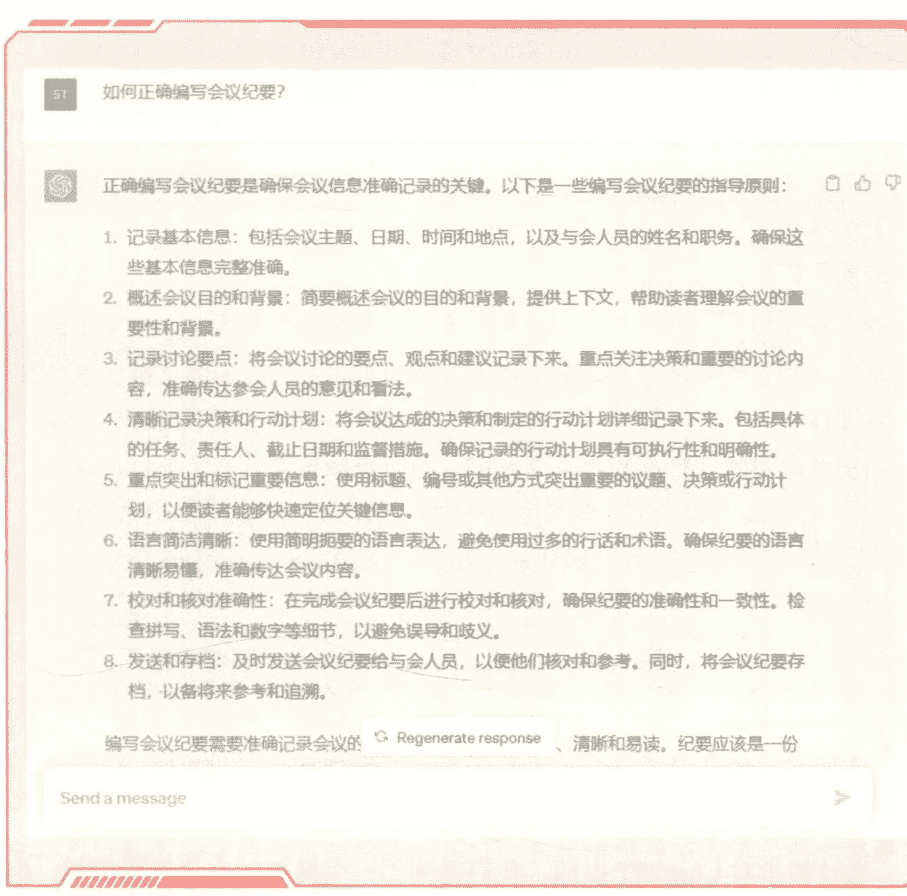 ST
如何正确编写会议纪要?
正确编写会议纪要是确保会议信息准确记录的关键。以下是一些编写会议纪要的指导原则:
1. 记录基本信息:包括会议主题、日期、时间和地点,以及与会人员的姓名和职务。确保这
些基本信息完整准确。
2. 概述会议目的和背景:简要概述会议的目的和背景,提供上下文,帮助读者理解会议的重
要性和背景。
3. 记录讨论要点:将会议讨论的要点、观点和建议记录下来。重点关注决策和重要的讨论内
容,准确传达参会人员的意见和看法。
4. 清晰记录决策和行动计划:将会议达成的决策和制定的行动计划详细记录下来。包括具体
的任务、责任人、截止日期和监督措施。确保记录的行动计划具有可执行性和明确性。
5. 重点突出和标记重要信息:使用标题、编号或其他方式突出重要的议题、决策或行动计
划,以便读者能够快速定位关键信息。
6. 语言简洁清晰:使用简明扼要的语言表达,避免使用过多的行话和术语。确保纪要的语言
清晰易懂,准确传达会议内容。
7. 校对和核对准确性:在完成会议纪要后进行校对和核对,确保纪要的准确性和一致性。检
查拼写、语法和数字等细节,以避免误导和歧义。
8. 发送和存档:及时发送会议纪要给与会人员,以便他们核对和参考。同时,将会议纪要存
档,以备将来参考和追溯。
编写会议纪要需要准确记录会议的 Regenerate response 、清晰和易读。纪要应该是一份
Send a message